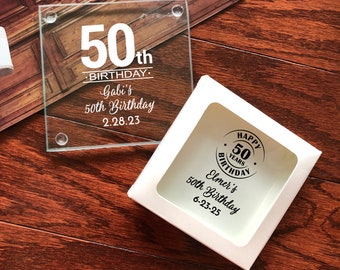 50th
BIRTHDAY
Gabi's
50th Birthday
2.28.23
HAPPY
50
YEARS
BIRTHDAY
Elmer's
50th Birthday
6-23-25